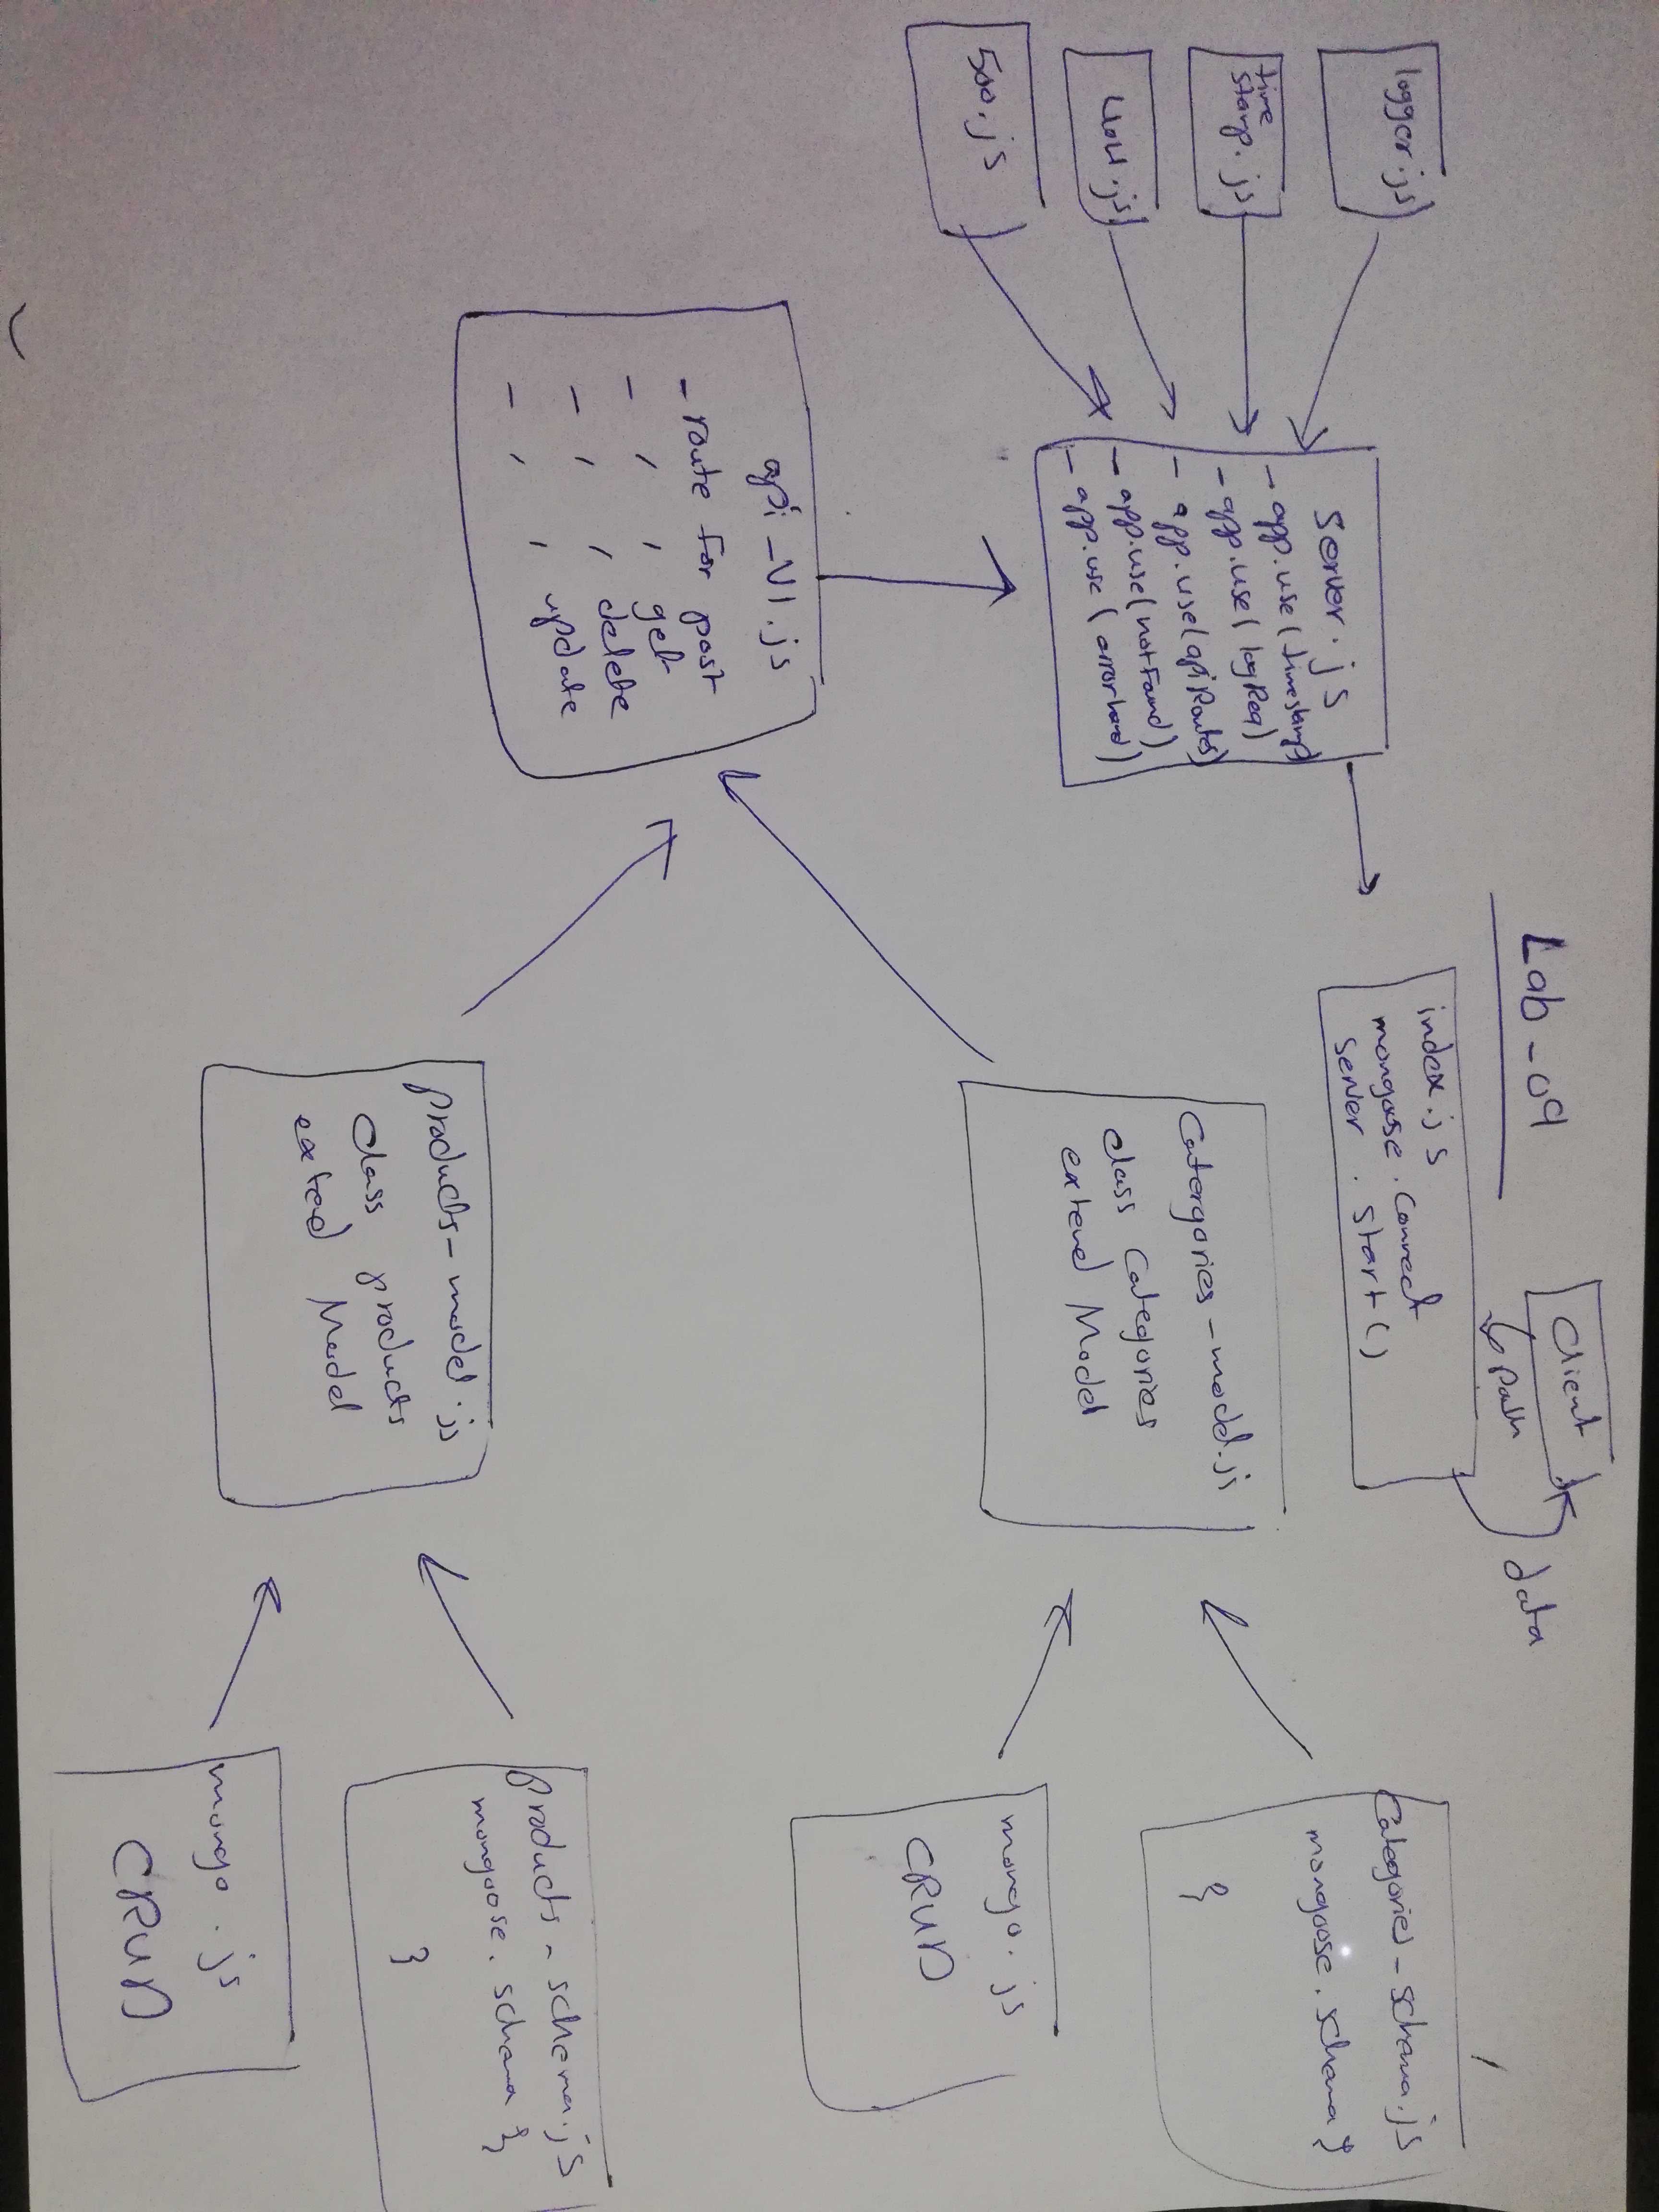 Lab-09
Client
path
data
index.js
mongoose.connect
server.start()
logger.js
time
stamp.js
404.js
500.js
Server.js
- app.use(timestamp)
- app.use(logReq)
- app.use(apiRoutes)
- app.use(notFound)
- app.use(errorHand)
api-V1.js
- route for post
- , , get
- , , delete
- , , update
Catergories-model.js
class Categories
extend Model
Categories-schema.js
mongoose.schema {
}
mongo.js
CRUD
products-model.js
class products
exted Model
products-schema.js
mongoose.schema {
}
mongo.js
CRUD